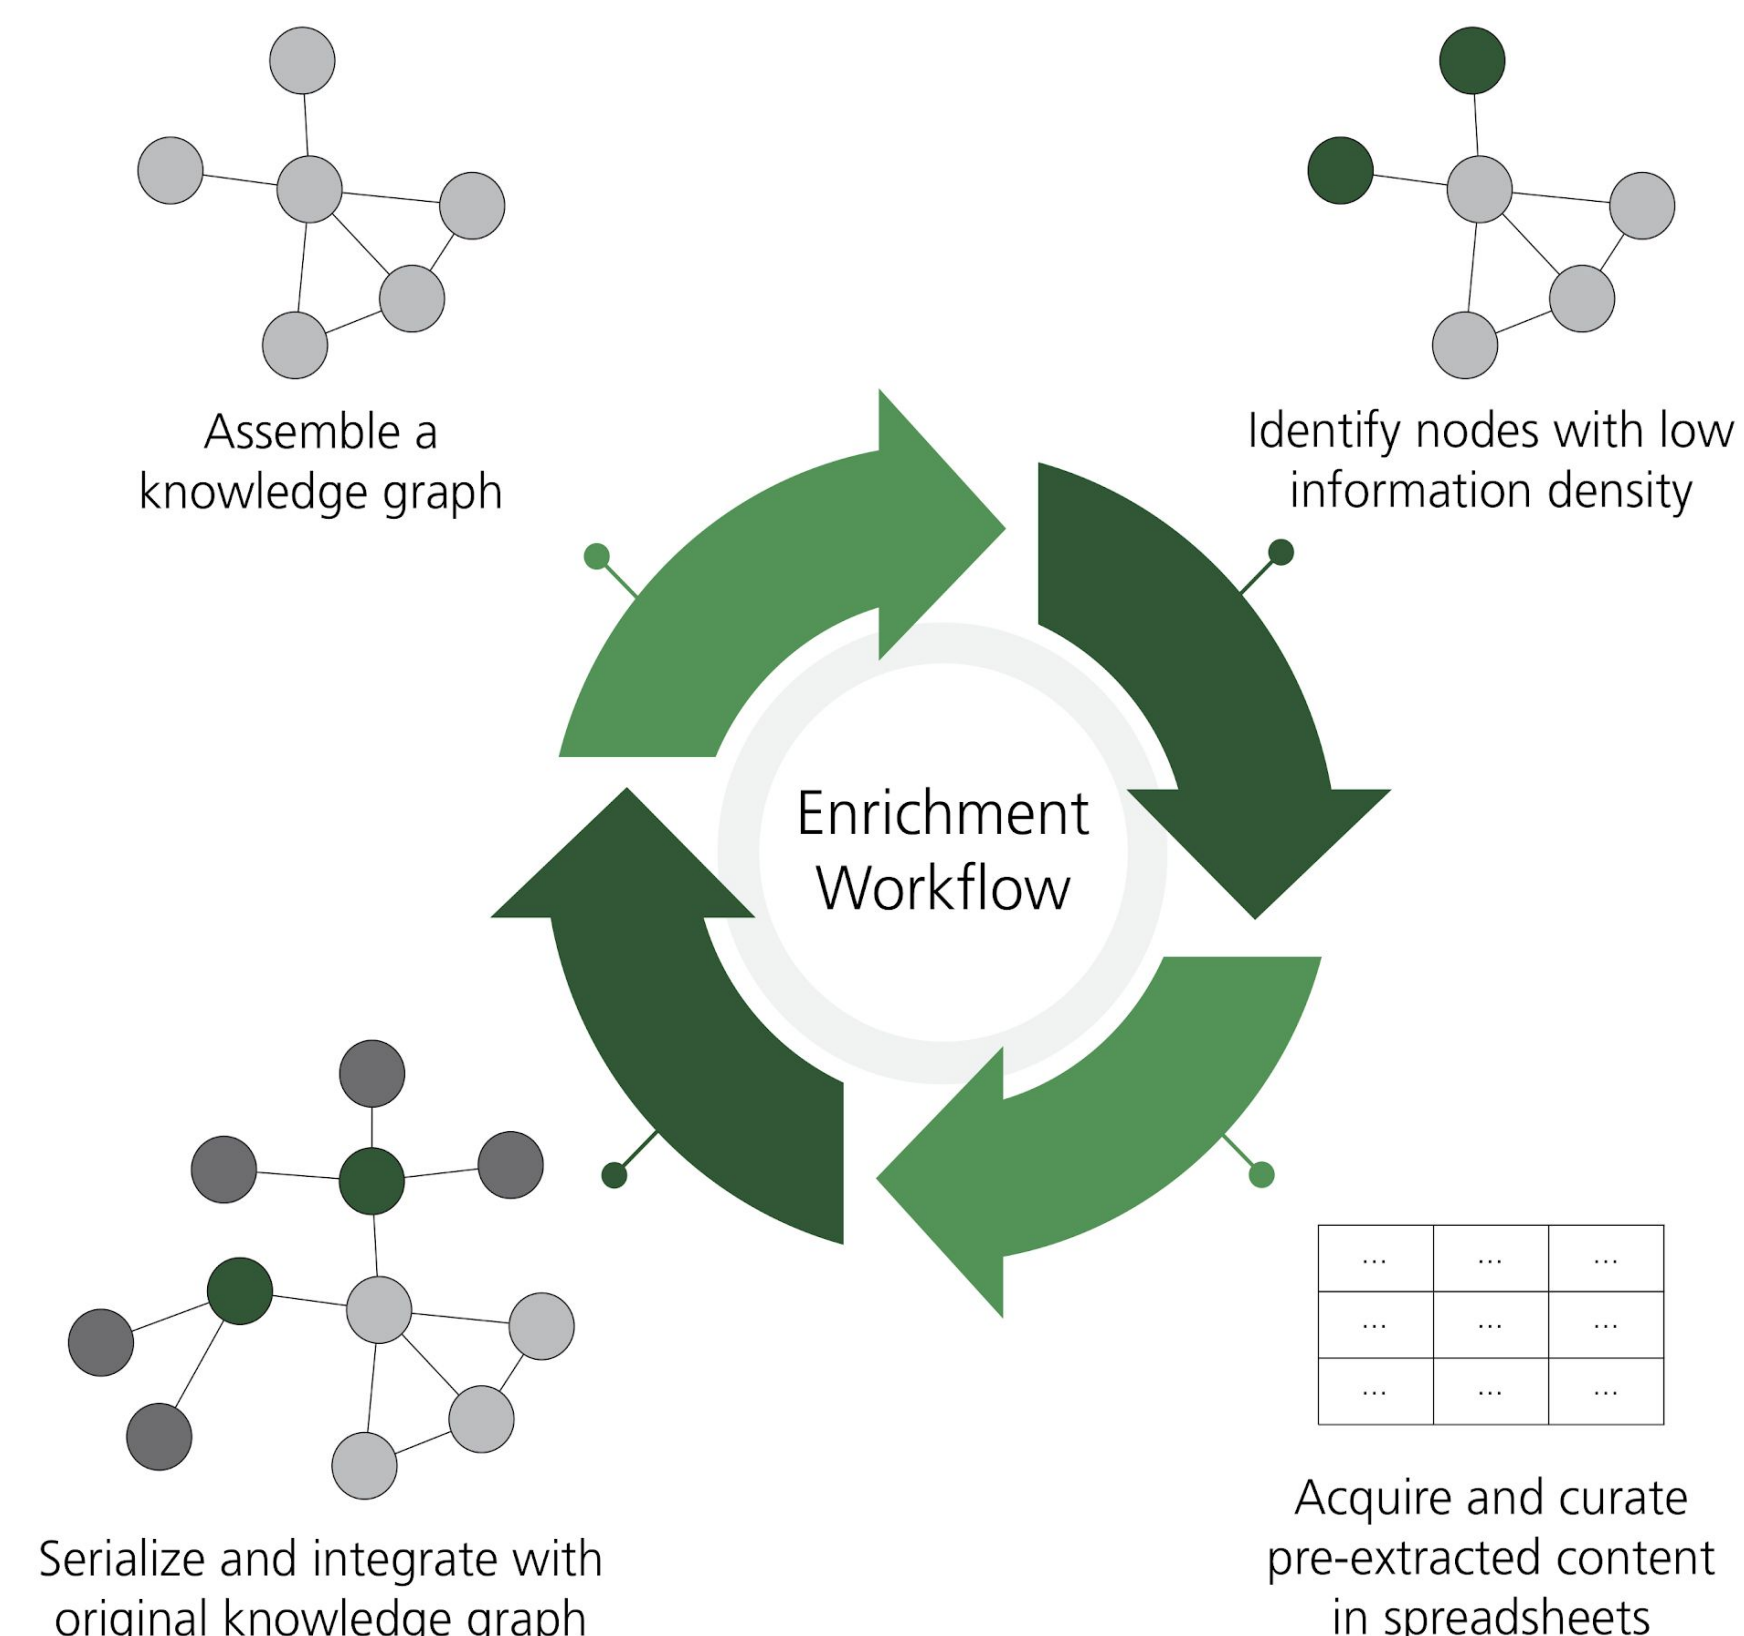 Assemble a
knowledge graph
Identify nodes with low
information density
Enrichment
Workflow
...
...
...
...
...
...
...
...
...
Acquire and curate
pre-extracted content
in spreadsheets
Serialize and integrate with
original knowledge graph